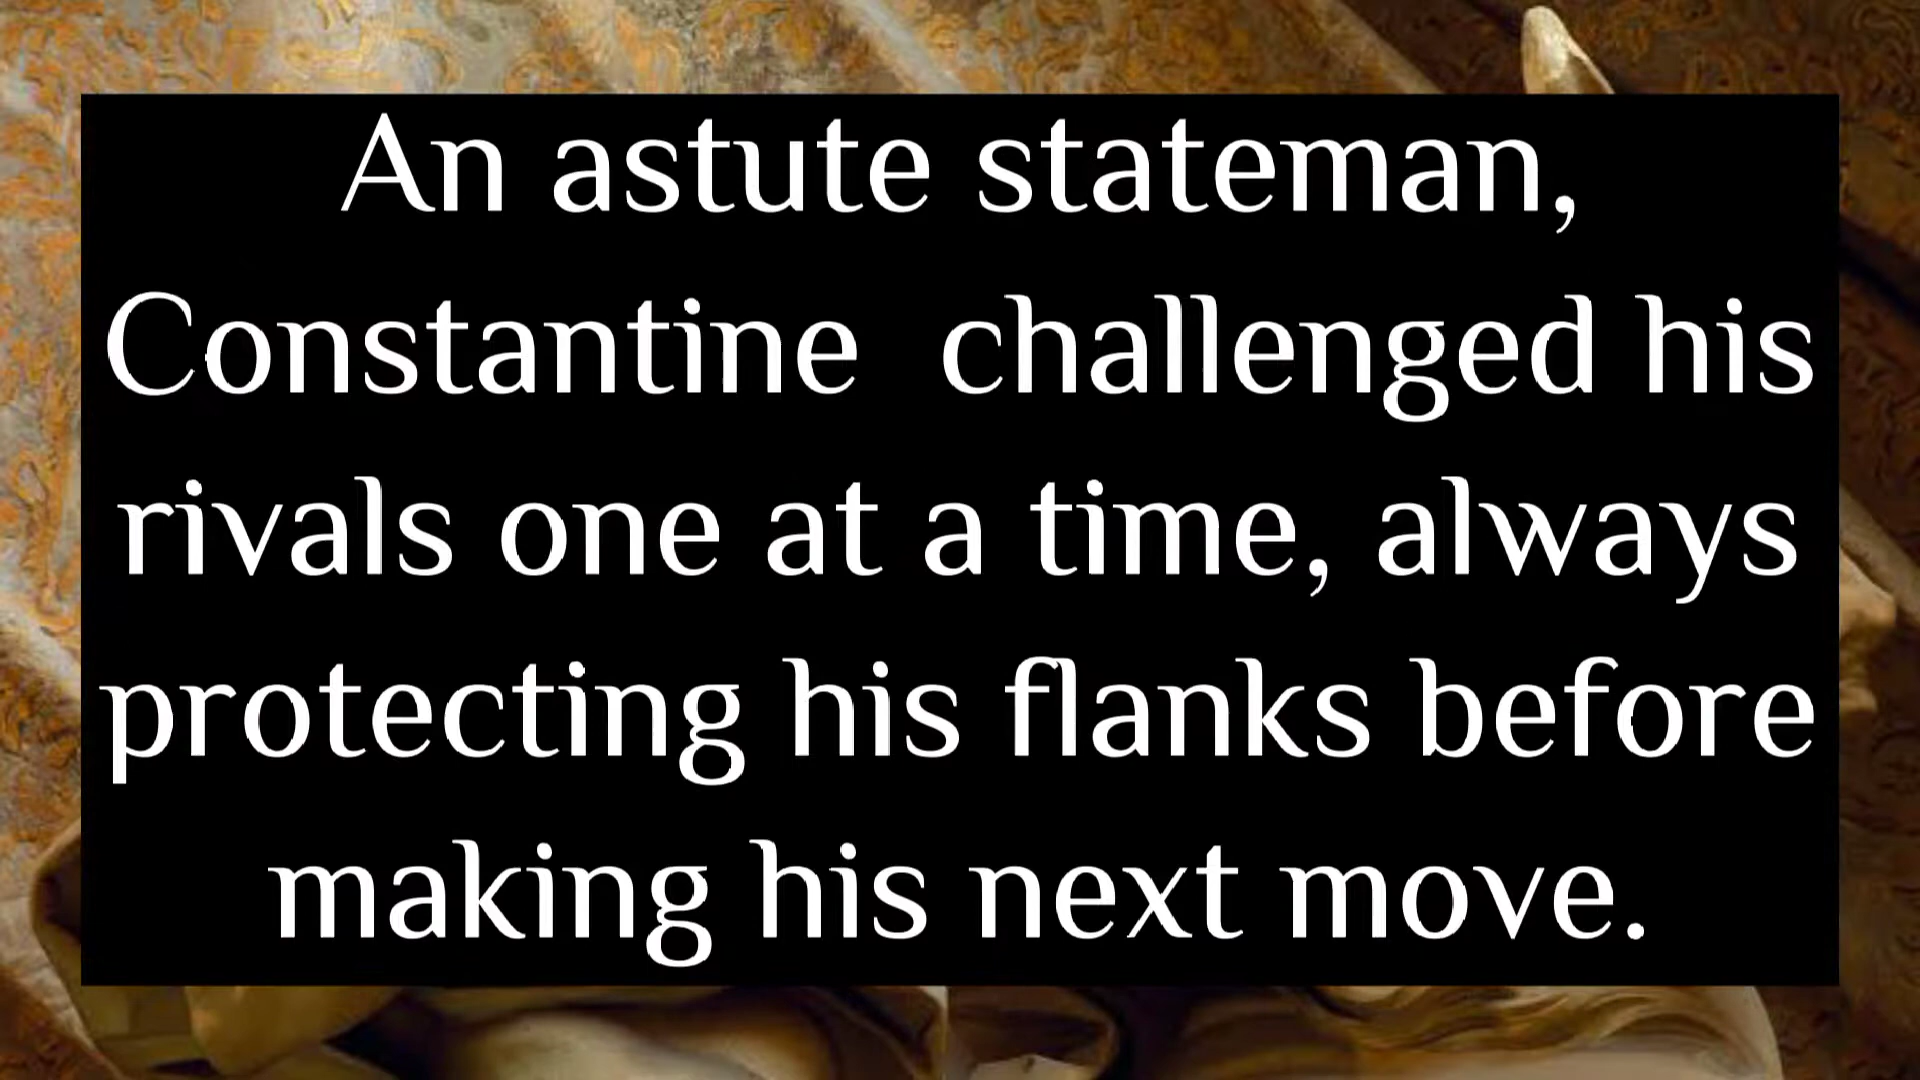 An astute stateman,
Constantine  challenged his
rivals one at a time, always
protecting his flanks before
making his next move.